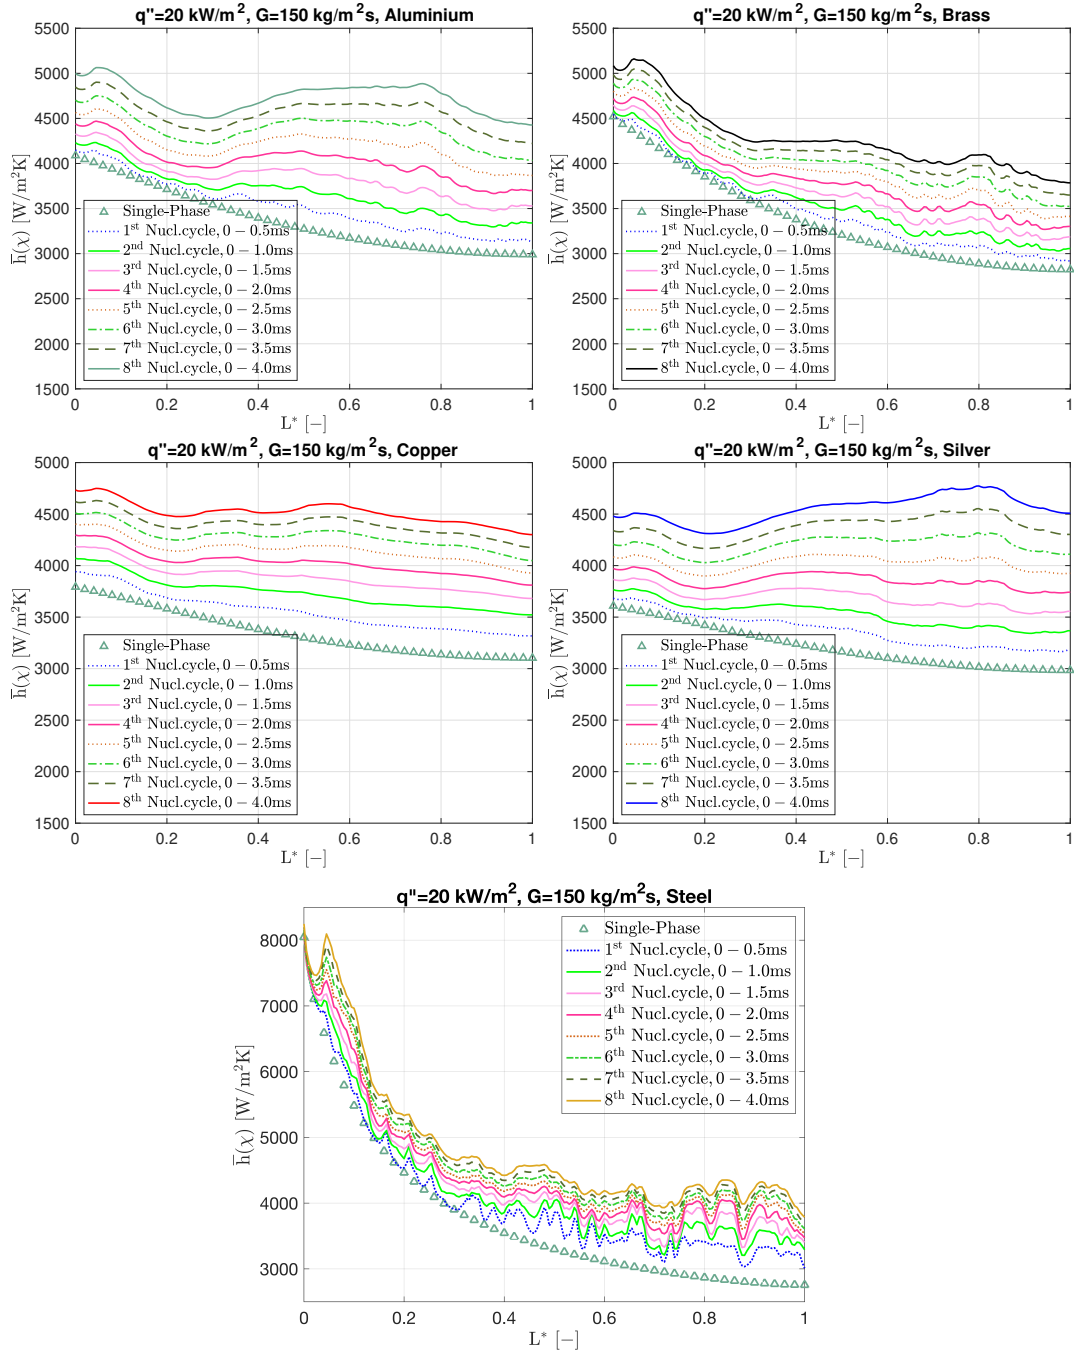 q"=20 kW/m², G=150 kg/m²s, Aluminium
5500
5000
4500
4000
3500
3000
2500
2000
1500
h̅(χ) [W/m²K]
Single-Phase
1ˢᵗ Nucl.cycle, 0 − 0.5ms
2ⁿᵈ Nucl.cycle, 0 − 1.0ms
3ʳᵈ Nucl.cycle, 0 − 1.5ms
4ᵗʰ Nucl.cycle, 0 − 2.0ms
5ᵗʰ Nucl.cycle, 0 − 2.5ms
6ᵗʰ Nucl.cycle, 0 − 3.0ms
7ᵗʰ Nucl.cycle, 0 − 3.5ms
8ᵗʰ Nucl.cycle, 0 − 4.0ms
0 0.2 0.4 0.6 0.8 1
L* [−]
q"=20 kW/m², G=150 kg/m²s, Brass
5500
5000
4500
4000
3500
3000
2500
2000
1500
h̅(χ) [W/m²K]
Single-Phase
1ˢᵗ Nucl.cycle, 0 − 0.5ms
2ⁿᵈ Nucl.cycle, 0 − 1.0ms
3ʳᵈ Nucl.cycle, 0 − 1.5ms
4ᵗʰ Nucl.cycle, 0 − 2.0ms
5ᵗʰ Nucl.cycle, 0 − 2.5ms
6ᵗʰ Nucl.cycle, 0 − 3.0ms
7ᵗʰ Nucl.cycle, 0 − 3.5ms
8ᵗʰ Nucl.cycle, 0 − 4.0ms
0 0.2 0.4 0.6 0.8 1
L* [−]
q"=20 kW/m², G=150 kg/m²s, Copper
5000
4500
4000
3500
3000
2500
2000
1500
h̅(χ) [W/m²K]
Single-Phase
1ˢᵗ Nucl.cycle, 0 − 0.5ms
2ⁿᵈ Nucl.cycle, 0 − 1.0ms
3ʳᵈ Nucl.cycle, 0 − 1.5ms
4ᵗʰ Nucl.cycle, 0 − 2.0ms
5ᵗʰ Nucl.cycle, 0 − 2.5ms
6ᵗʰ Nucl.cycle, 0 − 3.0ms
7ᵗʰ Nucl.cycle, 0 − 3.5ms
8ᵗʰ Nucl.cycle, 0 − 4.0ms
0 0.2 0.4 0.6 0.8 1
L* [−]
q"=20 kW/m², G=150 kg/m²s, Silver
5000
4500
4000
3500
3000
2500
2000
1500
h̅(χ) [W/m²K]
Single-Phase
1ˢᵗ Nucl.cycle, 0 − 0.5ms
2ⁿᵈ Nucl.cycle, 0 − 1.0ms
3ʳᵈ Nucl.cycle, 0 − 1.5ms
4ᵗʰ Nucl.cycle, 0 − 2.0ms
5ᵗʰ Nucl.cycle, 0 − 2.5ms
6ᵗʰ Nucl.cycle, 0 − 3.0ms
7ᵗʰ Nucl.cycle, 0 − 3.5ms
8ᵗʰ Nucl.cycle, 0 − 4.0ms
0 0.2 0.4 0.6 0.8 1
L* [−]
q"=20 kW/m², G=150 kg/m²s, Steel
8000
7000
6000
5000
4000
3000
h̅(χ) [W/m²K]
Single-Phase
1ˢᵗ Nucl.cycle, 0 − 0.5ms
2ⁿᵈ Nucl.cycle, 0 − 1.0ms
3ʳᵈ Nucl.cycle, 0 − 1.5ms
4ᵗʰ Nucl.cycle, 0 − 2.0ms
5ᵗʰ Nucl.cycle, 0 − 2.5ms
6ᵗʰ Nucl.cycle, 0 − 3.0ms
7ᵗʰ Nucl.cycle, 0 − 3.5ms
8ᵗʰ Nucl.cycle, 0 − 4.0ms
0 0.2 0.4 0.6 0.8 1
L* [−]